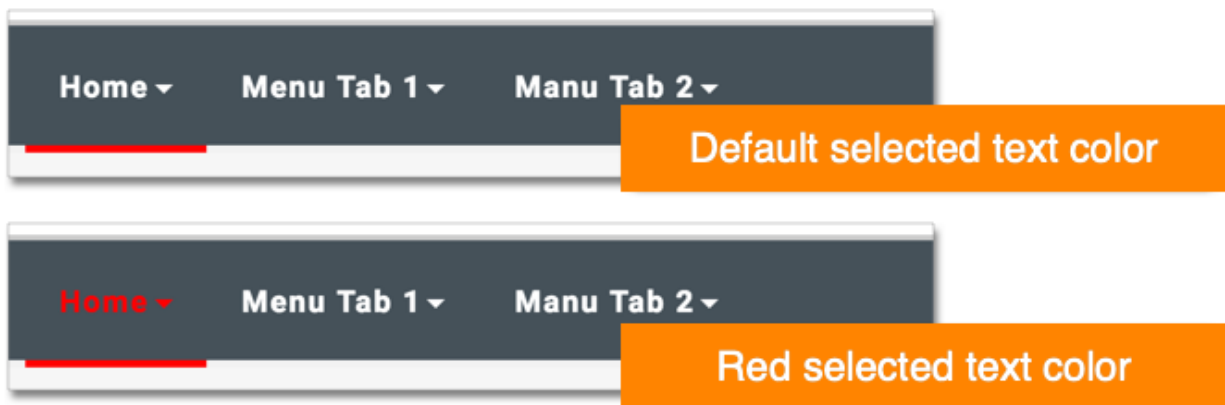 Home Menu Tab 1 Manu Tab 2
Default selected text color
Home Menu Tab 1 Manu Tab 2
Red selected text color